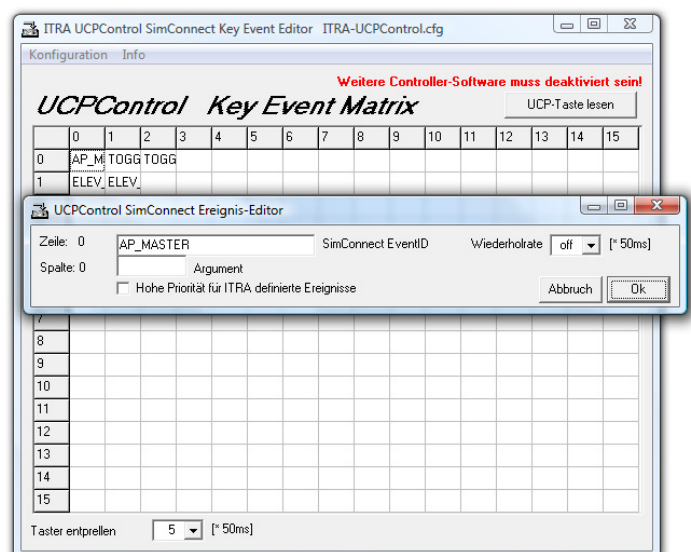 ITRA UCPControl SimConnect Key Event Editor ITRA-UCPControl.cfg
Konfiguration Info
Weitere Controller-Software muss deaktiviert sein!
UCPControl Key Event Matrix
UCP-Taste lesen
0 1 2 3 4 5 6 7 8 9 10 11 12 13 14 15
0 AP_M TOGG TOGG
1 ELEV_ ELEV_
UCPControl SimConnect Ereignis-Editor
Zeile: 0 AP_MASTER SimConnect EventID Wiederholrate off [* 50ms]
Spalte: 0 Argument
Hohe Priorität für ITRA definierte Ereignisse
Abbruch Ok
8
9
10
11
12
13
14
15
Taster entprellen 5 [* 50ms]